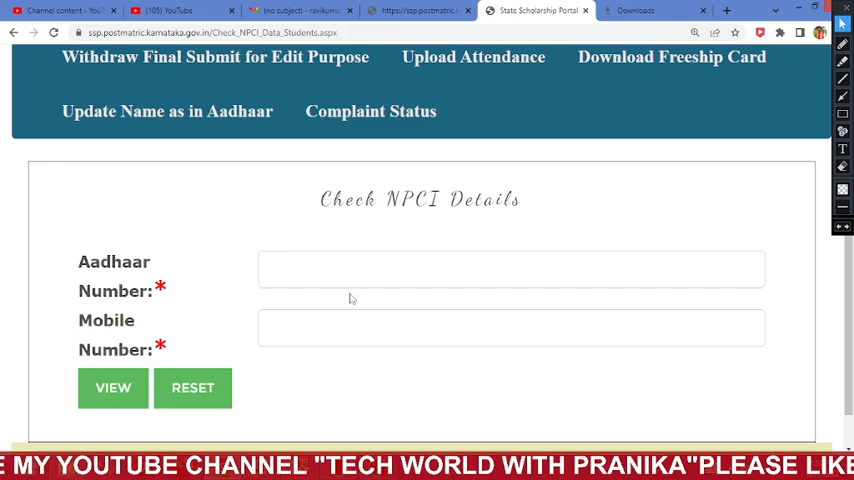 Channel content - YouT
(105) YouTube
(no subject) - ravikuma
https://ssp.postmatric.k
State Scholarship Portal
Downloads
ssp.postmatric.karnataka.gov.in/Check_NPCI_Data_Students.aspx
Withdraw Final Submit for Edit Purpose
Upload Attendance
Download Freeship Card
Update Name as in Aadhaar
Complaint Status
Check NPCI Details
Aadhaar
Number:*
Mobile
Number:*
VIEW
RESET
E MY YOUTUBE CHANNEL "TECH WORLD WITH PRANIKA"PLEASE LIKE